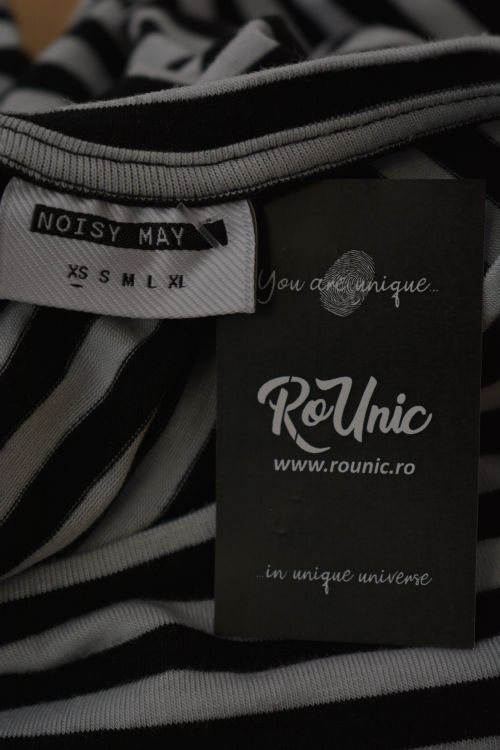 NOISY MAY
XS S M L XL
You are unique...
RoUnic
www.rounic.ro
...in unique universe